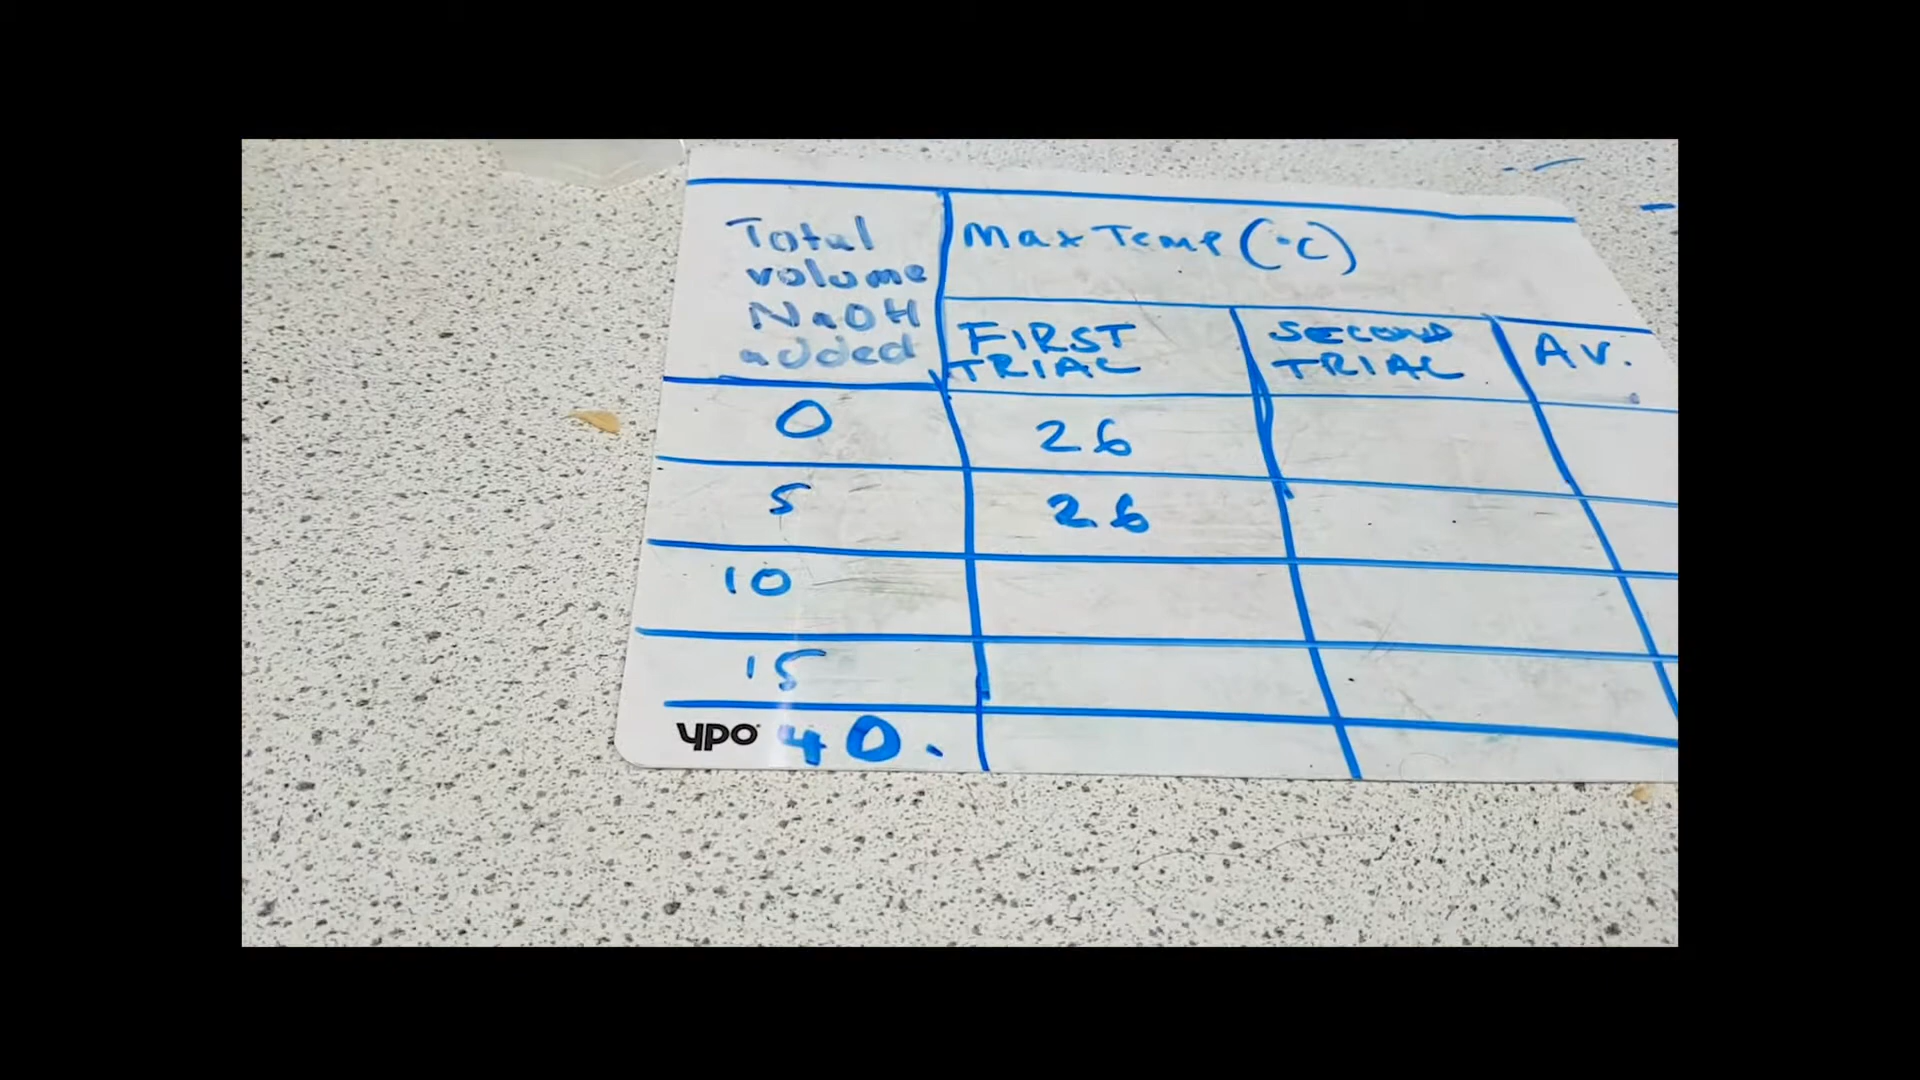 Total
volume
NaOH
added
Max Temp (°C)
FIRST
TRIAL
SECOND
TRIAL
Av.
0
26
5
26
10
15
ypo
40.